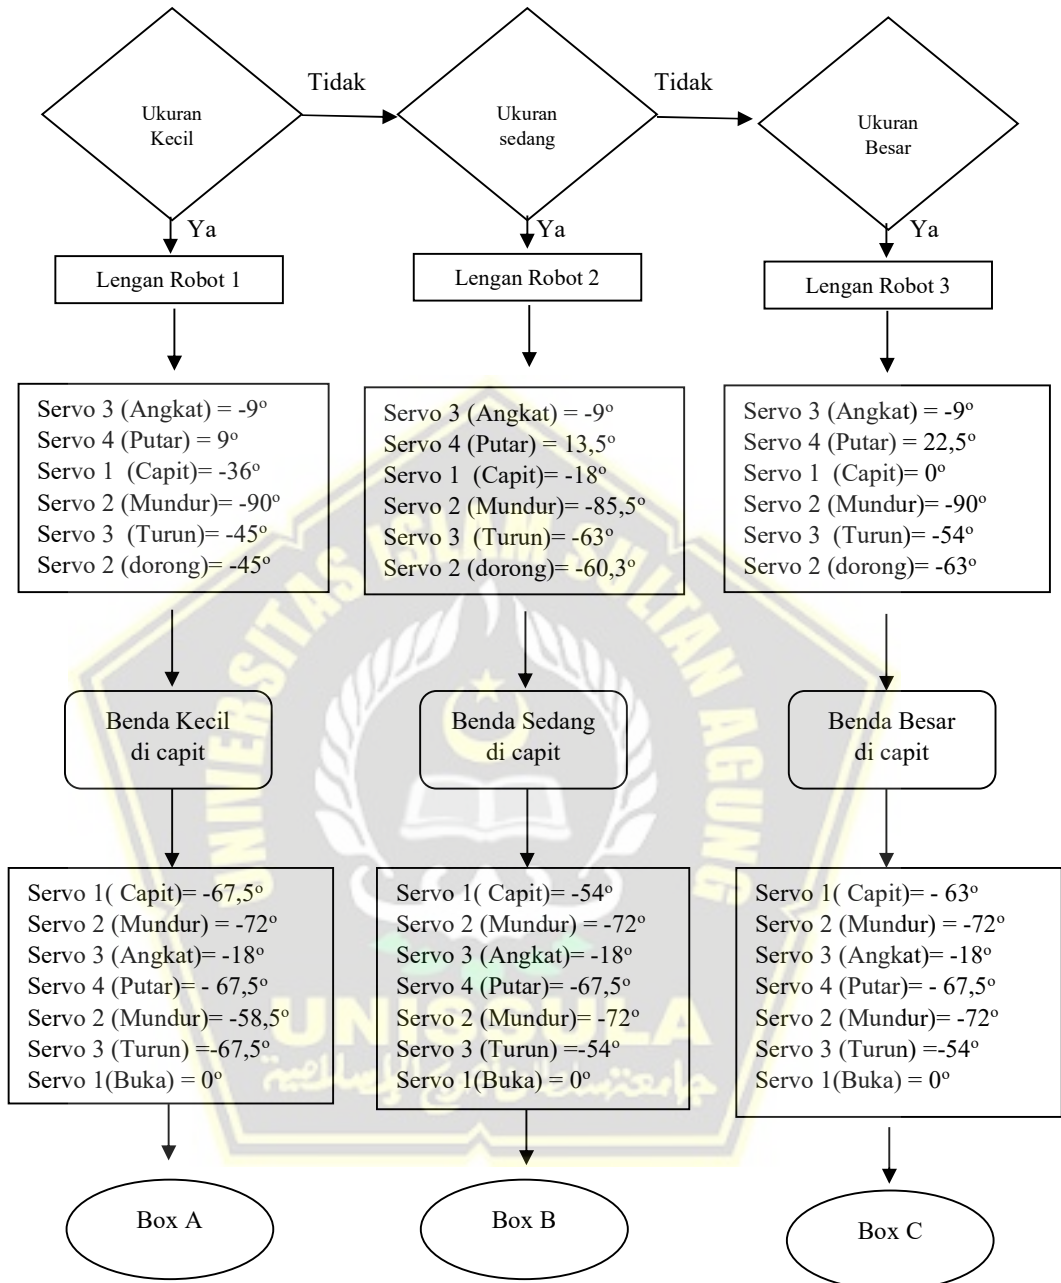 Ukuran
Kecil
Tidak
Ukuran
sedang
Tidak
Ukuran
Besar
Ya
Ya
Ya
Lengan Robot 1
Lengan Robot 2
Lengan Robot 3
Servo 3 (Angkat) = -9°
Servo 4 (Putar) = 9°
Servo 1 (Capit)= -36°
Servo 2 (Mundur)= -90°
Servo 3 (Turun)= -45°
Servo 2 (dorong)= -45°
Servo 3 (Angkat) = -9°
Servo 4 (Putar) = 13,5°
Servo 1 (Capit)= -18°
Servo 2 (Mundur)= -85,5°
Servo 3 (Turun)= -63°
Servo 2 (dorong)= -60,3°
Servo 3 (Angkat) = -9°
Servo 4 (Putar) = 22,5°
Servo 1 (Capit)= 0°
Servo 2 (Mundur)= -90°
Servo 3 (Turun)= -54°
Servo 2 (dorong)= -63°
Benda Kecil
di capit
Benda Sedang
di capit
Benda Besar
di capit
Servo 1( Capit)= -67,5°
Servo 2 (Mundur) = -72°
Servo 3 (Angkat)= -18°
Servo 4 (Putar)= - 67,5°
Servo 2 (Mundur)= -58,5°
Servo 3 (Turun) =-67,5°
Servo 1(Buka) = 0°
Servo 1( Capit)= -54°
Servo 2 (Mundur) = -72°
Servo 3 (Angkat)= -18°
Servo 4 (Putar)= -67,5°
Servo 2 (Mundur)= -72°
Servo 3 (Turun) =-54°
Servo 1(Buka) = 0°
Servo 1( Capit)= - 63°
Servo 2 (Mundur) = -72°
Servo 3 (Angkat)= -18°
Servo 4 (Putar)= - 67,5°
Servo 2 (Mundur)= -72°
Servo 3 (Turun) =-54°
Servo 1(Buka) = 0°
Box A
Box B
Box C
UNIVERSITAS ISLAM SULTAN AGUNG
UNISSULA
جامعتسلطان أجونج الإسلامية